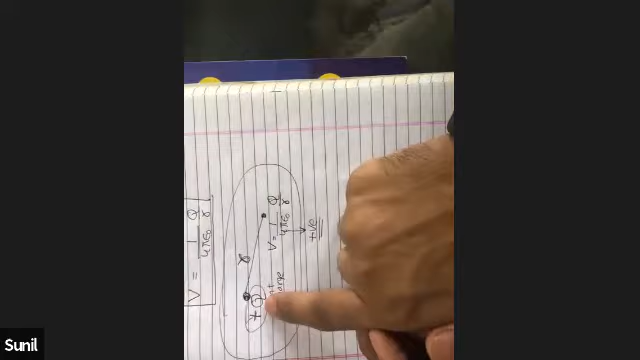 V = 1/4πε₀ Q/r
r
+Q
V = 1/4πε₀ Q/r
+ve
Sunil